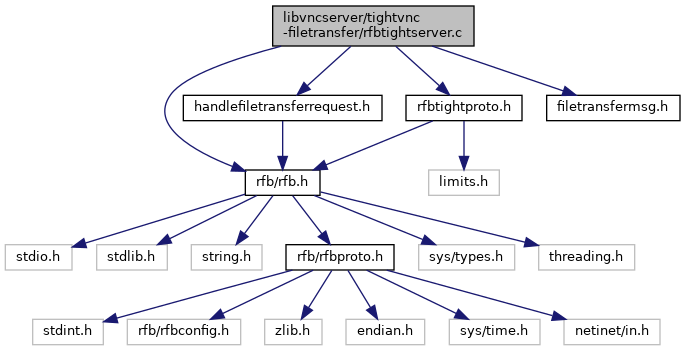 libvncserver/tightvnc
-filetransfer/rfbtightserver.c
handlefiletransferrequest.h
rfbtightproto.h
filetransfermsg.h
rfb/rfb.h
limits.h
stdio.h
stdlib.h
string.h
rfb/rfbproto.h
sys/types.h
threading.h
stdint.h
rfb/rfbconfig.h
zlib.h
endian.h
sys/time.h
netinet/in.h